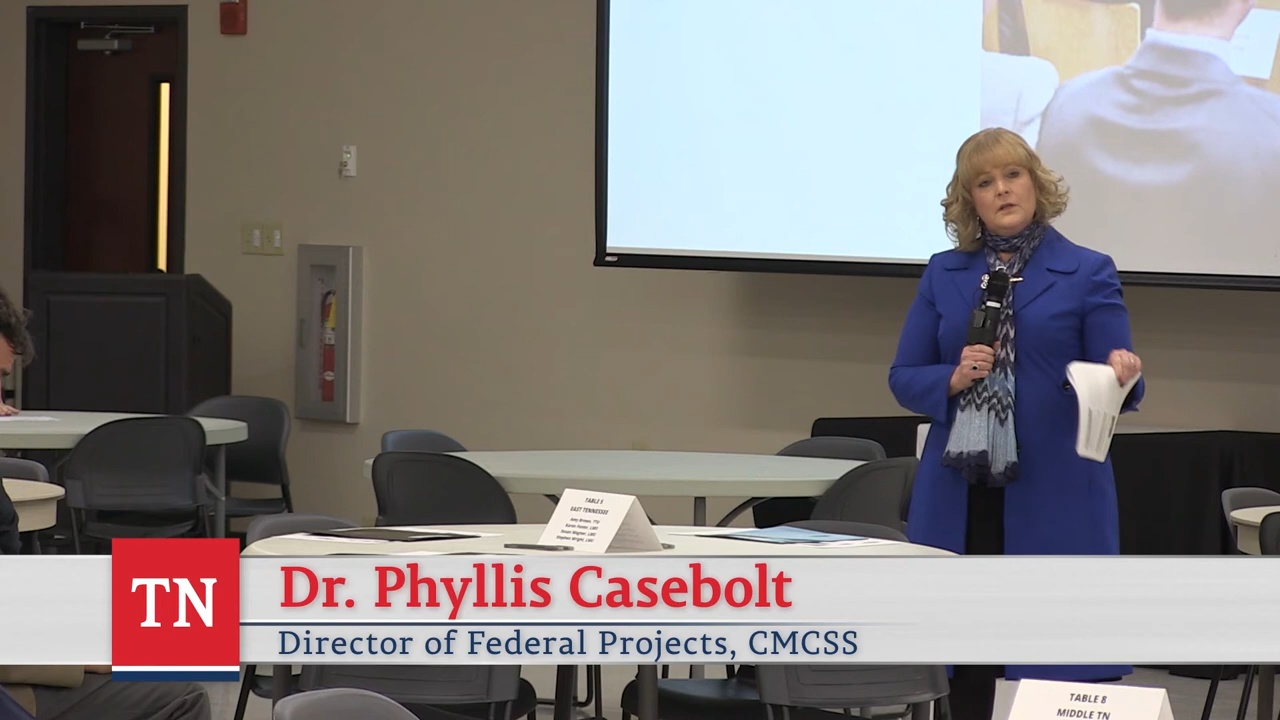 TABLE 5
EAST TENNESSEE
TN
Dr. Phyllis Casebolt
Director of Federal Projects, CMCSS
TABLE 8
MIDDLE TN